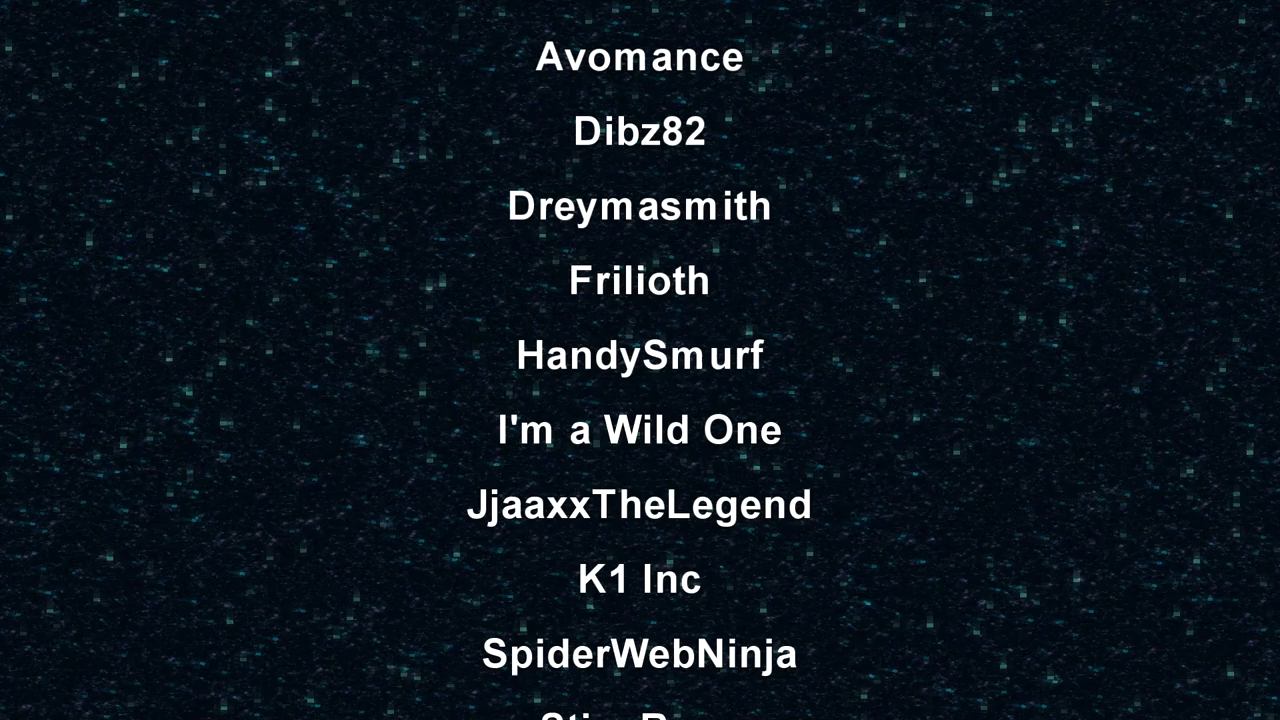 Avomance
Dibz82
Dreymasmith
Frilioth
HandySmurf
I'm a Wild One
JjaaxxTheLegend
K1 Inc
SpiderWebNinja